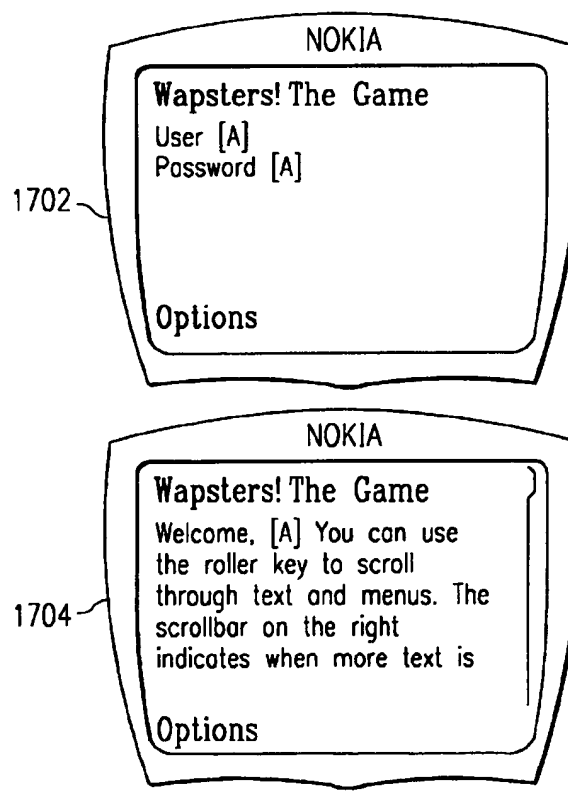 NOKIA
Wapsters! The Game
User [A]
Password [A]
1702
Options
NOKIA
Wapsters! The Game
Welcome, [A] You can use
the roller key to scroll
through text and menus. The
1704
scrollbar on the right
indicates when more text is
Options